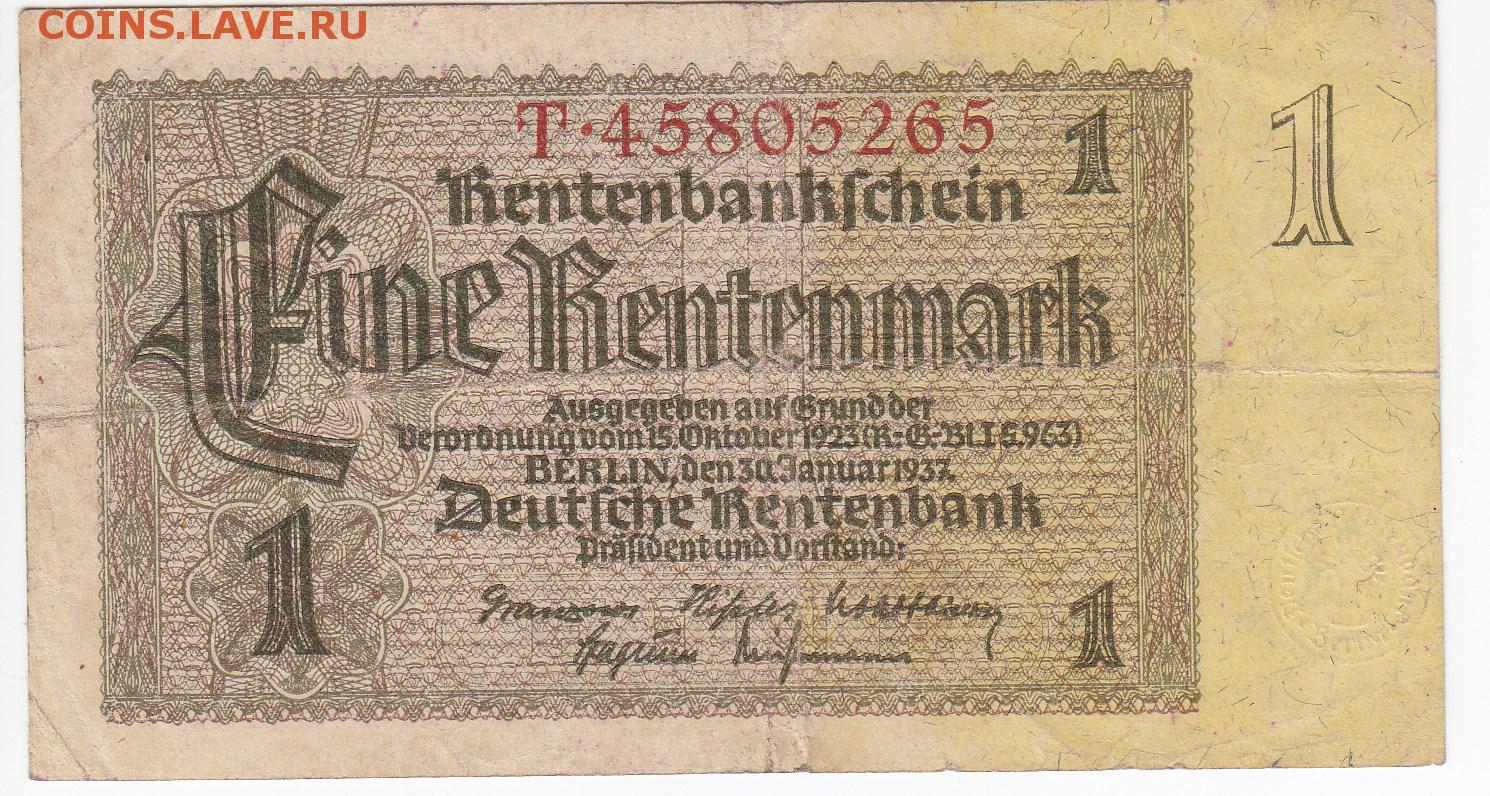 COINS.LAVE.RU
T·45805265
1
1
Rentenbankschein
Eine Rentenmark
Ausgegeben auf Grund der
Verordnung vom 15. Oktober 1923 (R.-G.-Bl. I S. 963)
BERLIN, den 30. Januar 1937.
Deutsche Rentenbank
Präsident und Vorstand:
1
1